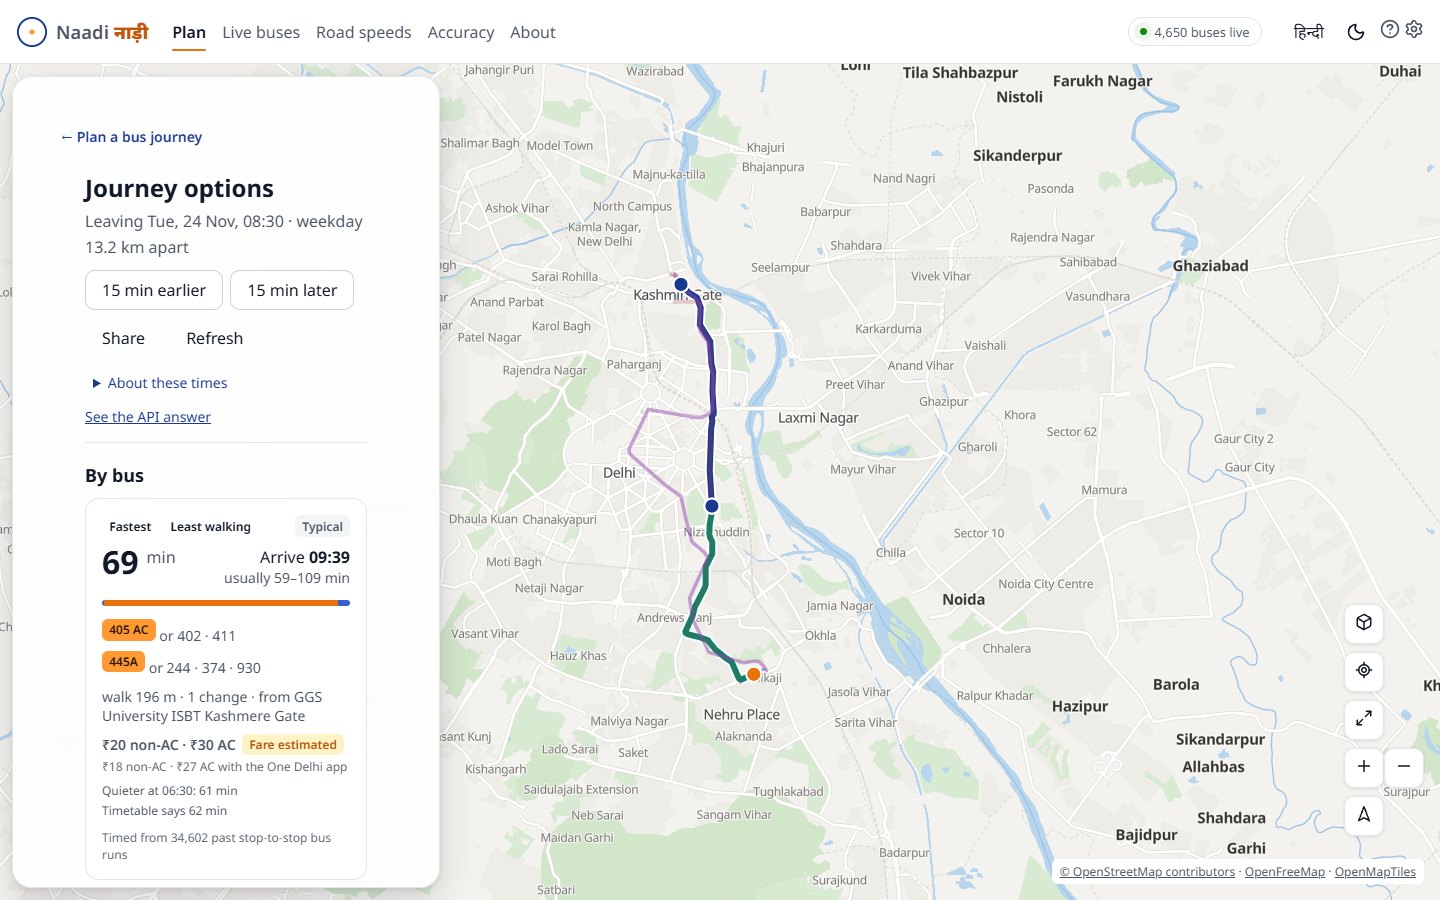 Naadi नाड़ी
Plan
Live buses
Road speeds
Accuracy
About
4,650 buses live
हिन्दी
← Plan a bus journey
Journey options
Leaving Tue, 24 Nov, 08:30 · weekday
13.2 km apart
15 min earlier
15 min later
Share
Refresh
About these times
See the API answer
By bus
Fastest
Least walking
Typical
69 min
Arrive 09:39
usually 59–109 min
405 AC or 402 · 411
445A or 244 · 374 · 930
walk 196 m · 1 change · from GGS
University ISBT Kashmere Gate
₹20 non-AC · ₹30 AC
Fare estimated
₹18 non-AC · ₹27 AC with the One Delhi app
Quieter at 06:30: 61 min
Timetable says 62 min
Timed from 34,602 past stop-to-stop bus
runs
Jahangir Puri
Wazirabad
Loni
Tila Shahbazpur
Farukh Nagar
Duhai
Nistoli
Shalimar Bagh
Model Town
Khajuri
Bhajanpura
Sikanderpur
Majnu-ka-tilla
Nand Nagri
Pasonda
Ashok Vihar
North Campus
Babarpur
Kamla Nagar,
New Delhi
Shahdara
Rajendra Nagar
Sarai Rohilla
Seelampur
Vivek Vihar
Sahibabad
Ghaziabad
Anand Parbat
Vasundhara
Karol Bagh
Karkarduma
Patel Nagar
Vaishali
Rajendra Nagar
Paharganj
Anand Vihar
Preet Vihar
Ghazipur
Laxmi Nagar
Khora
Sector 62
Gholari
Gaur City 2
Delhi
Mayur Vihar
Gaur City
Mamura
Dhaula Kuan
Chanakyapuri
Sector 10
Chilla
Moti Bagh
Netaji Nagar
Noida City Centre
Noida
Jamia Nagar
Vasant Vihar
Okhla
Hauz Khas
Chhalera
Barola
Jasola Vihar
Ralpur Khadar
Hazipur
Nehru Place
Malviya Nagar
Sarita Vihar
Alaknanda
Lado Sarai
Saket
Sikandarpur
Kishangarh
Allahbas
Saidulajaib Extension
Tughlakabad
Surajpur
Neb Sarai
Sangam Vihar
Shahdara
Maidan Garhi
Bajidpur
Garhi
Badarpur
Satbari
Surajkund
© OpenStreetMap contributors · OpenFreeMap · OpenMapTiles